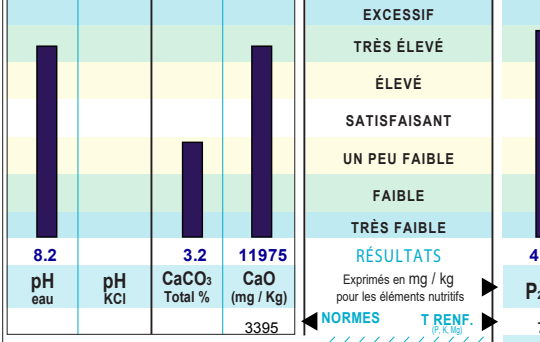 EXCESSIF
TRÈS ÉLEVÉ
ÉLEVÉ
SATISFAISANT
UN PEU FAIBLE
FAIBLE
TRÈS FAIBLE
8.2 3.2 11975 RÉSULTATS 4
pH eau
pH KCl
CaCO₃ Total %
CaO (mg / Kg)
Exprimés en mg / kg
pour les éléments nutritifs
P₂
3395
NORMES T RENF.
(P, K, Mg)